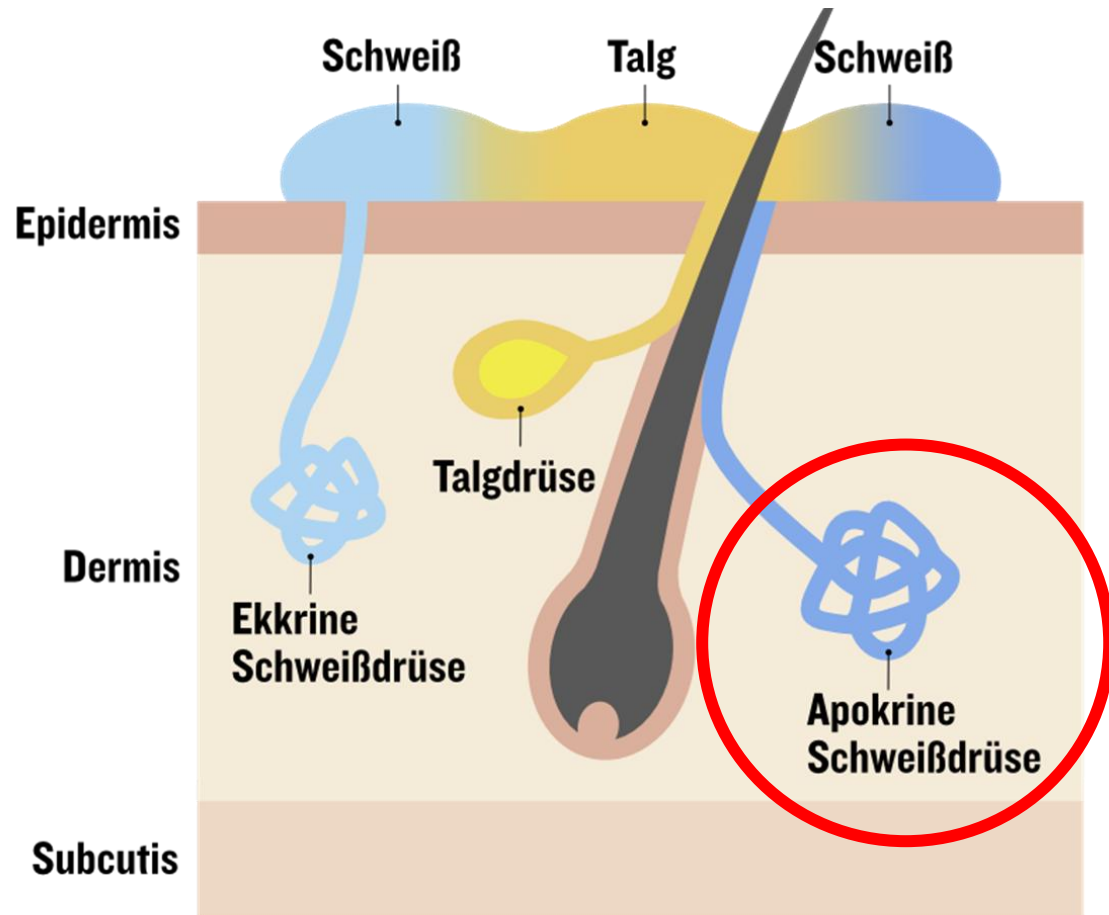 Schweiß
Talg
Schweiß
Epidermis
Talgdrüse
Dermis
Ekkrine
Schweißdrüse
Apokrine
Schweißdrüse
Subcutis